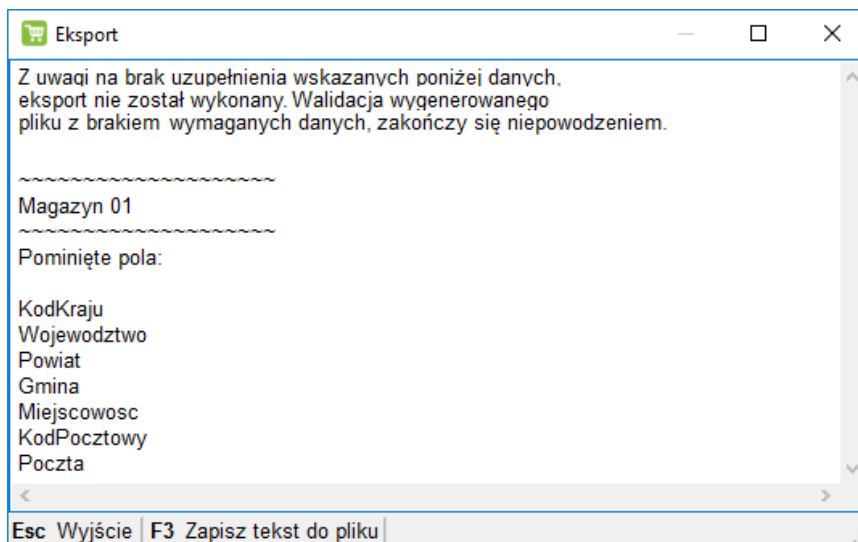 Eksport
Z uwagi na brak uzupełnienia wskazanych poniżej danych,
eksport nie został wykonany. Walidacja wygenerowanego
pliku z brakiem wymaganych danych, zakończy się niepowodzeniem.
~~~~~~~~~~~~~~~~~~~~
Magazyn 01
~~~~~~~~~~~~~~~~~~~~
Pominięte pola:
KodKraju
Wojewodztwo
Powiat
Gmina
Miejscowosc
KodPocztowy
Poczta
Esc Wyjście F3 Zapisz tekst do pliku